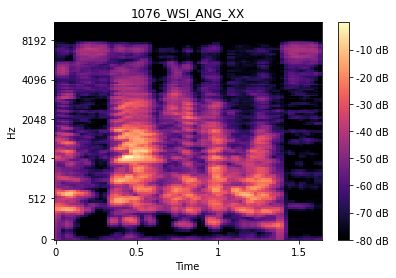 1076_WSI_ANG_XX
8192
4096
2048
1024
512
0
Hz
0
0.5
1
1.5
Time
-10 dB
-20 dB
-30 dB
-40 dB
-50 dB
-60 dB
-70 dB
-80 dB